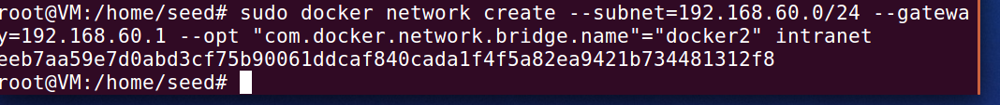 root@VM:/home/seed# sudo docker network create --subnet=192.168.60.0/24 --gatewa
y=192.168.60.1 --opt "com.docker.network.bridge.name"="docker2" intranet
eeb7aa59e7d0abd3cf75b90061ddcaf840cada1f4f5a82ea9421b734481312f8
root@VM:/home/seed#